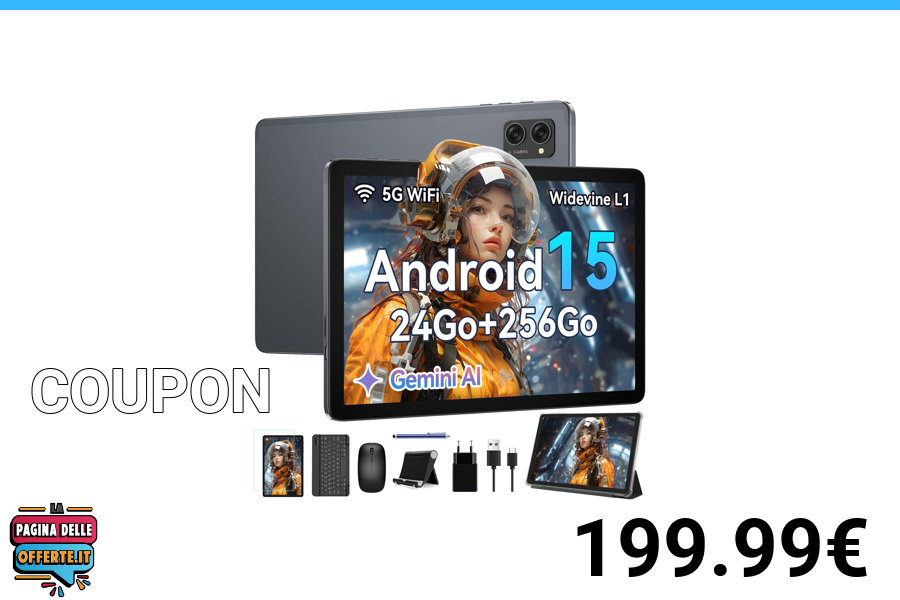 5G WiFi
Widevine L1
Android 15
24Go+256Go
Gemini AI
COUPON
LA
PAGINA DELLE
OFFERTE.IT
199.99€